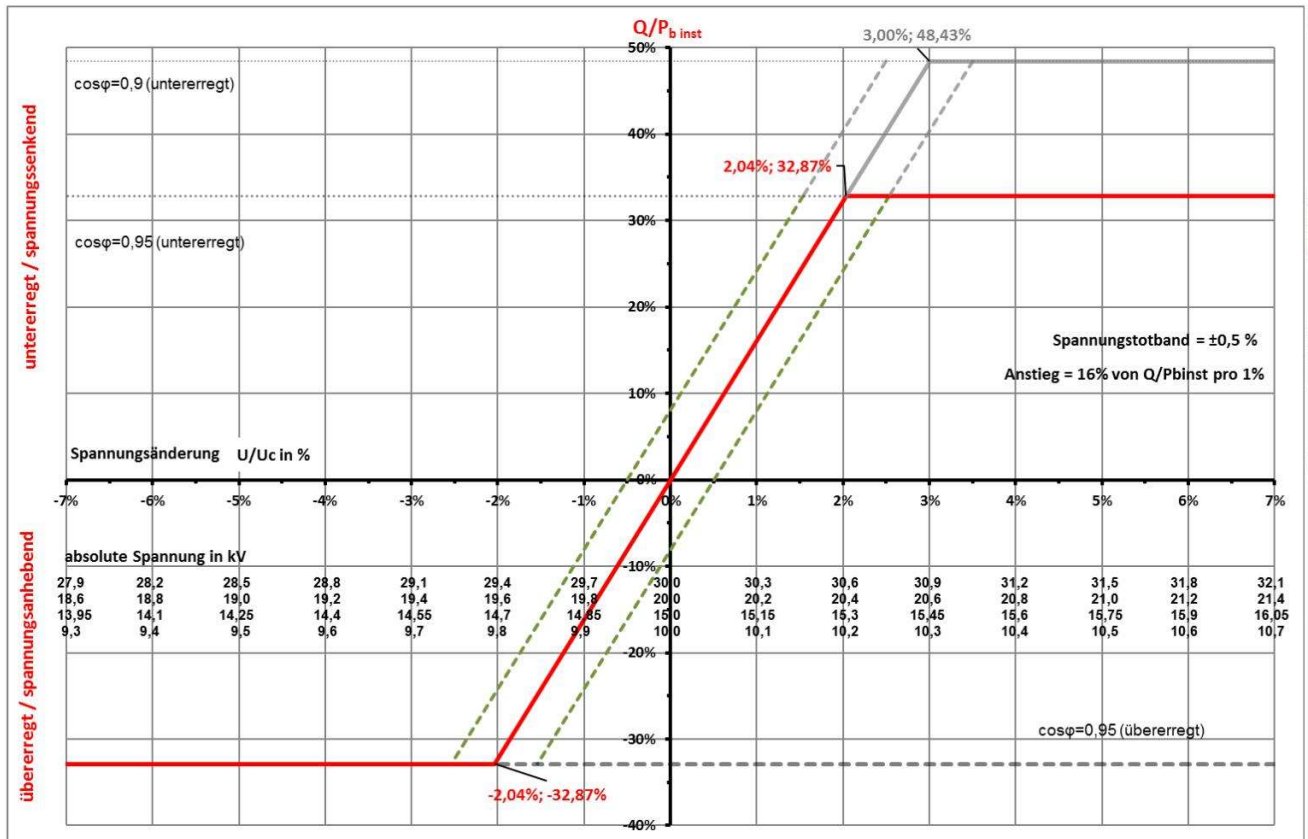 Q/Pb inst
3,00%; 48,43%
50%
cosφ=0,9 (untererregt)
untererregt / spannungssenkend
40%
2,04%; 32,87%
30%
cosφ=0,95 (untererregt)
20%
Spannungstotband = ±0,5 %
Anstieg = 16% von Q/Pbinst pro 1%
10%
Spannungsänderung U/Uc in %
0%
-7% -6% -5% -4% -3% -2% -1% 0% 1% 2% 3% 4% 5% 6% 7%
übererregt / spannungsanhebend
absolute Spannung in kV
-10%
27,9 28,2 28,5 28,8 29,1 29,4 29,7 30,0 30,3 30,6 30,9 31,2 31,5 31,8 32,1
18,6 18,8 19,0 19,2 19,4 19,6 19,8 20,0 20,2 20,4 20,6 20,8 21,0 21,2 21,4
13,95 14,1 14,25 14,4 14,55 14,7 14,85 15,0 15,15 15,3 15,45 15,6 15,75 15,9 16,05
9,3 9,4 9,5 9,6 9,7 9,8 9,9 10,0 10,1 10,2 10,3 10,4 10,5 10,6 10,7
-20%
cosφ=0,95 (übererregt)
-30%
-2,04%; -32,87%
-40%